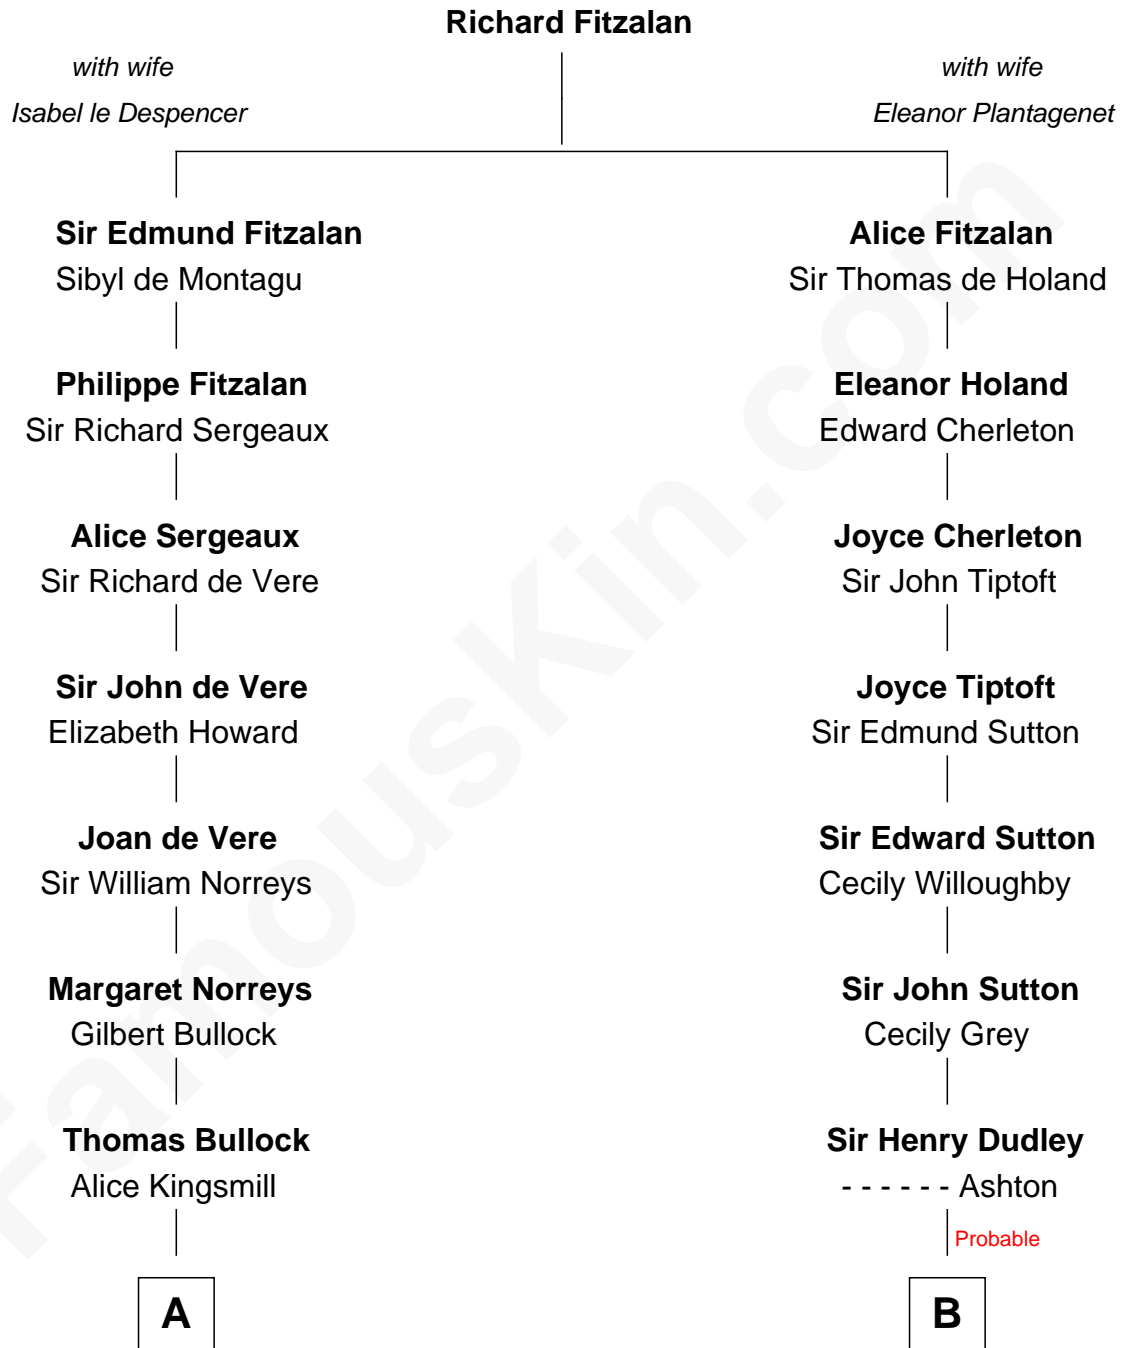 Richard Fitzalan
with wife
Isabel le Despencer
with wife
Eleanor Plantagenet
Sir Edmund Fitzalan
Sibyl de Montagu
Alice Fitzalan
Sir Thomas de Holand
Philippe Fitzalan
Sir Richard Sergeaux
Eleanor Holand
Edward Cherleton
Alice Sergeaux
Sir Richard de Vere
Joyce Cherleton
Sir John Tiptoft
Sir John de Vere
Elizabeth Howard
Joyce Tiptoft
Sir Edmund Sutton
Joan de Vere
Sir William Norreys
Sir Edward Sutton
Cecily Willoughby
Margaret Norreys
Gilbert Bullock
Sir John Sutton
Cecily Grey
Thomas Bullock
Alice Kingsmill
Sir Henry Dudley
- - - - - - Ashton
Probable
A
B
FamousKin.com